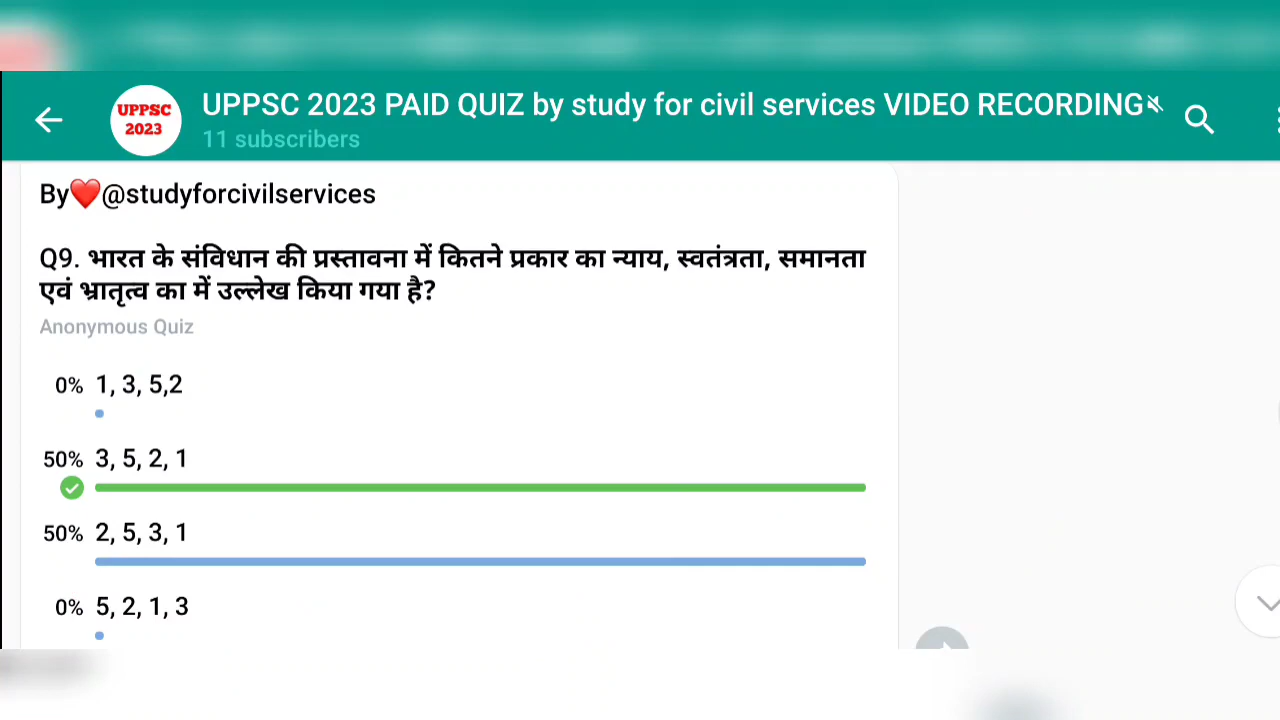 UPPSC
2023
UPPSC 2023 PAID QUIZ by study for civil services VIDEO RECORDING
11 subscribers
By❤️@studyforcivilservices
Q9. भारत के संविधान की प्रस्तावना में कितने प्रकार का न्याय, स्वतंत्रता, समानता
एवं भ्रातृत्व का में उल्लेख किया गया है?
Anonymous Quiz
0% 1, 3, 5,2
50% 3, 5, 2, 1
50% 2, 5, 3, 1
0% 5, 2, 1, 3